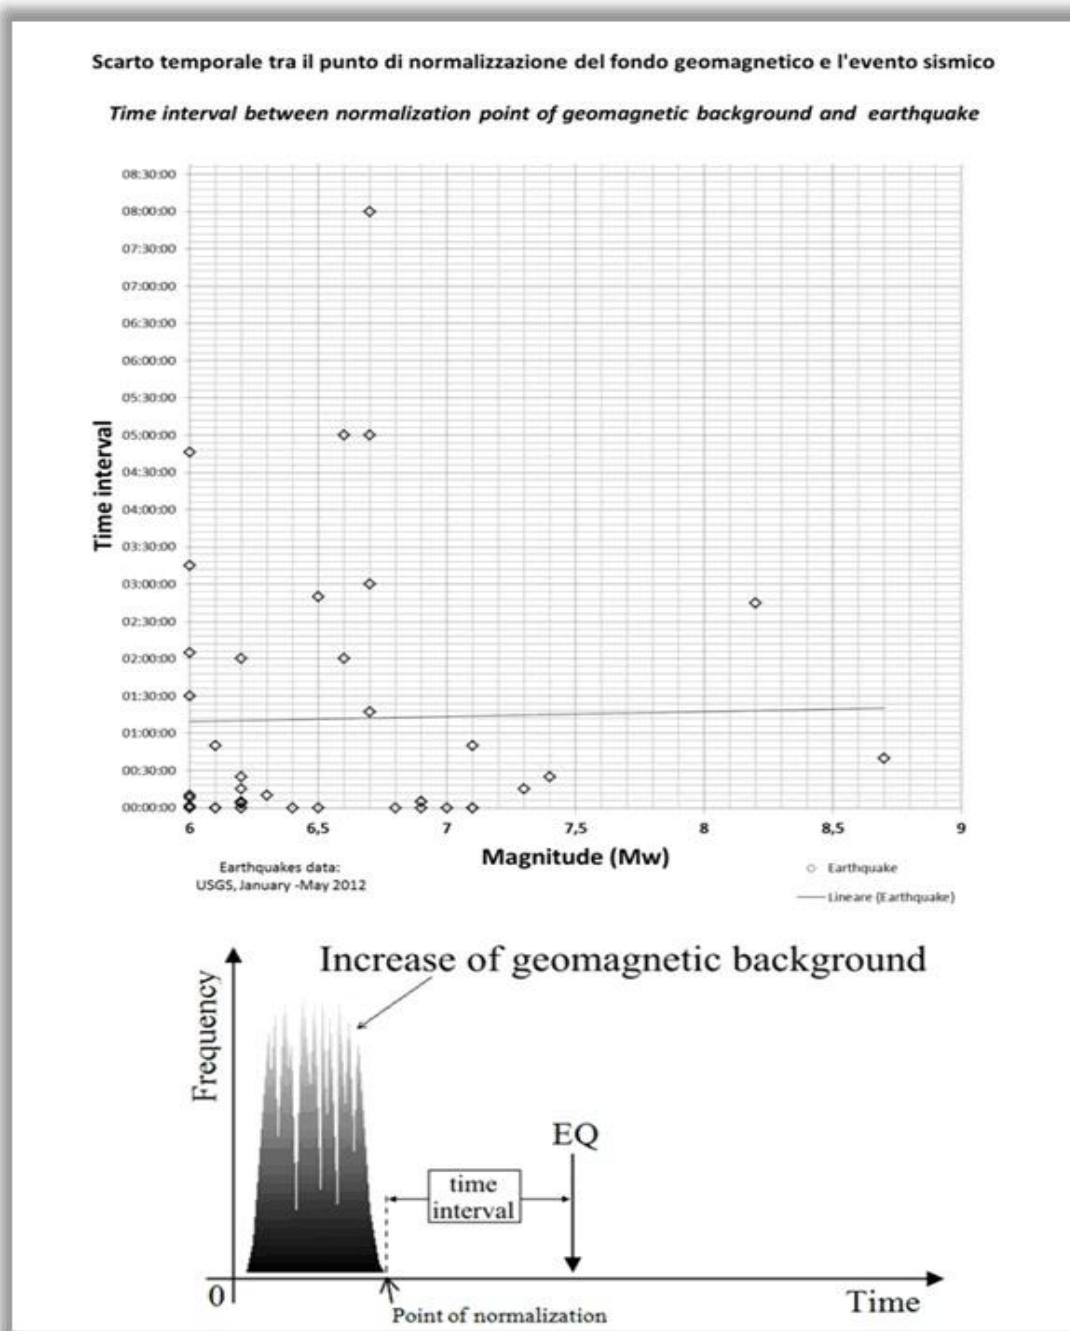 Scarto temporale tra il punto di normalizzazione del fondo geomagnetico e l'evento sismico
Time interval between normalization point of geomagnetic background and earthquake
08:30:00
08:00:00
07:30:00
07:00:00
06:30:00
06:00:00
05:30:00
05:00:00
04:30:00
04:00:00
03:30:00
03:00:00
02:30:00
02:00:00
01:30:00
01:00:00
00:30:00
00:00:00
Time interval
6 6,5 7 7,5 8 8,5 9
Magnitude (Mw)
Earthquakes data:
USGS, January -May 2012
Earthquake
Lineare (Earthquake)
Increase of geomagnetic background
Frequency
EQ
time
interval
0
Time
Point of normalization